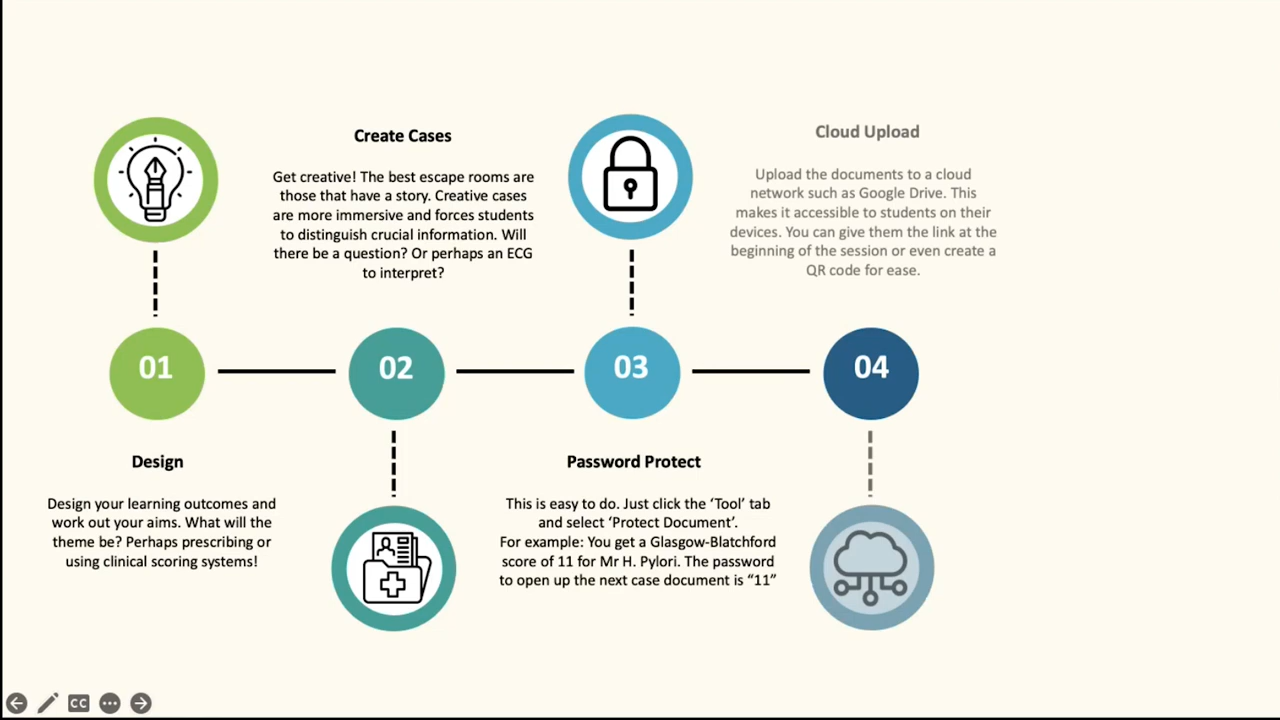 Create Cases
Get creative! The best escape rooms are
those that have a story. Creative cases
are more immersive and forces students
to distinguish crucial information. Will
there be a question? Or perhaps an ECG
to interpret?
Cloud Upload
Upload the documents to a cloud
network such as Google Drive. This
makes it accessible to students on their
devices. You can give them the link at the
beginning of the session or even create a
QR code for ease.
01
02
03
04
Design
Design your learning outcomes and
work out your aims. What will the
theme be? Perhaps prescribing or
using clinical scoring systems!
Password Protect
This is easy to do. Just click the ‘Tool’ tab
and select ‘Protect Document’.
For example: You get a Glasgow-Blatchford
score of 11 for Mr H. Pylori. The password
to open up the next case document is “11”
CC